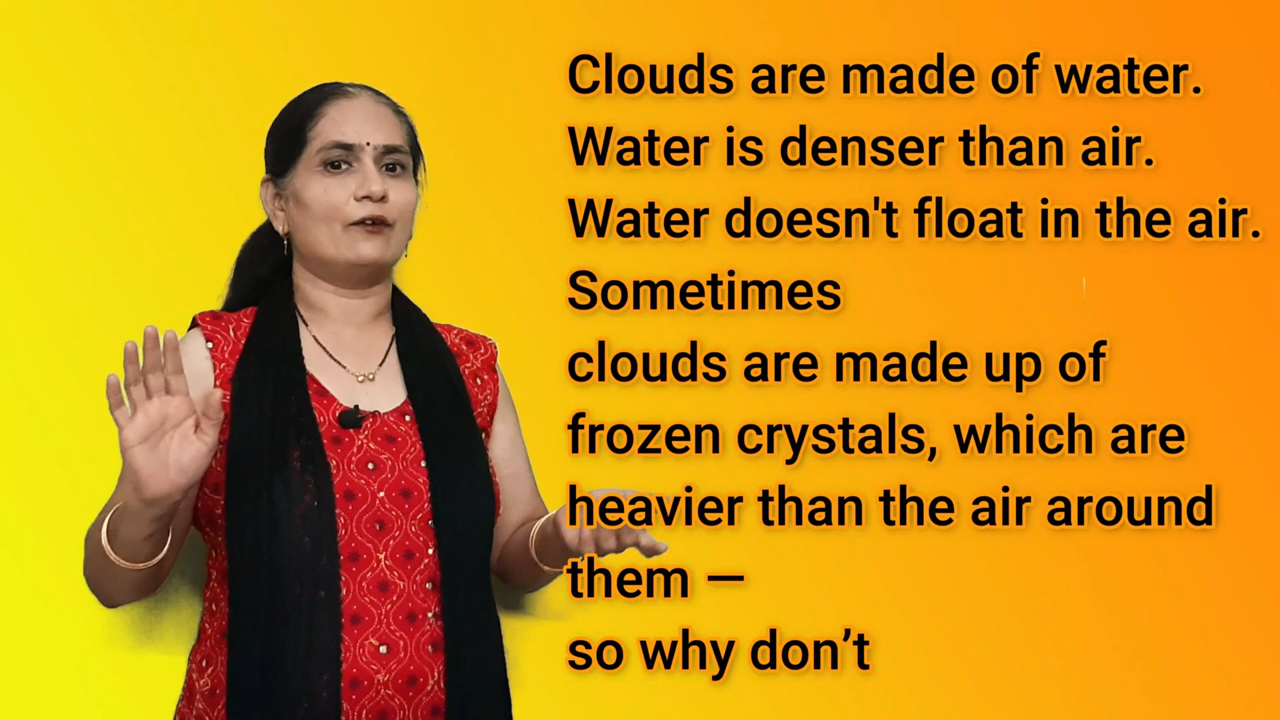 Clouds are made of water.
Water is denser than air.
Water doesn't float in the air.
Sometimes
clouds are made up of
frozen crystals, which are
heavier than the air around
them —
so why don’t